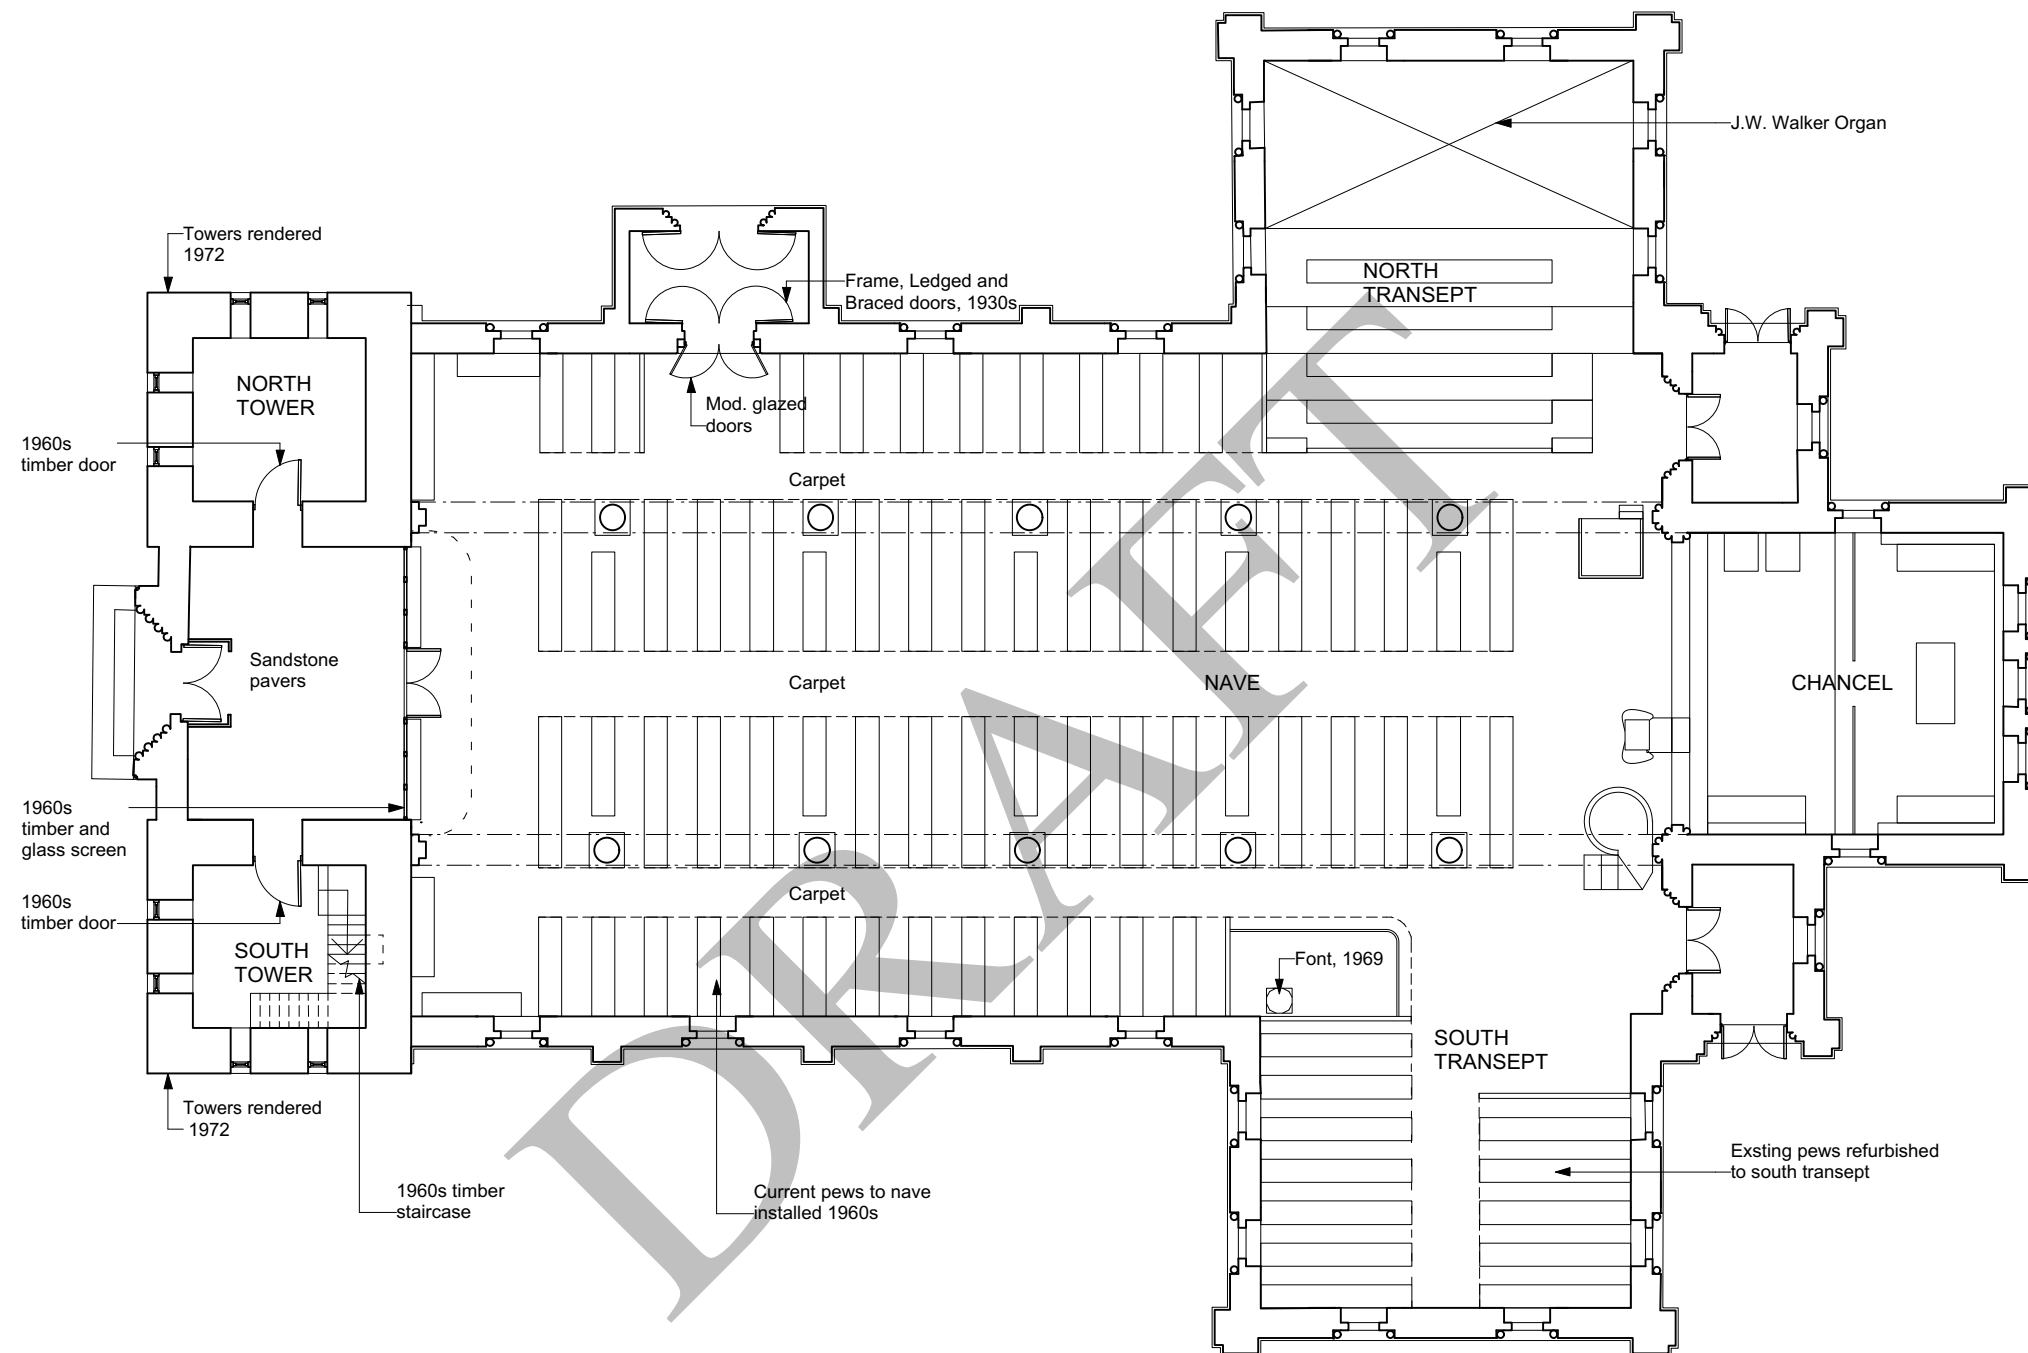 J.W. Walker Organ
Towers rendered
1972
Frame, Ledged and
Braced doors, 1930s
NORTH
TRANSEPT
NORTH
TOWER
Mod. glazed
doors
1960s
timber door
Carpet
Sandstone
pavers
Carpet
NAVE
CHANCEL
1960s
timber and
glass screen
Carpet
1960s
timber door
SOUTH
TOWER
Font, 1969
SOUTH
TRANSEPT
Towers rendered
1972
Exsting pews refurbished
to south transept
1960s timber
staircase
Current pews to nave
installed 1960s
DRAFT